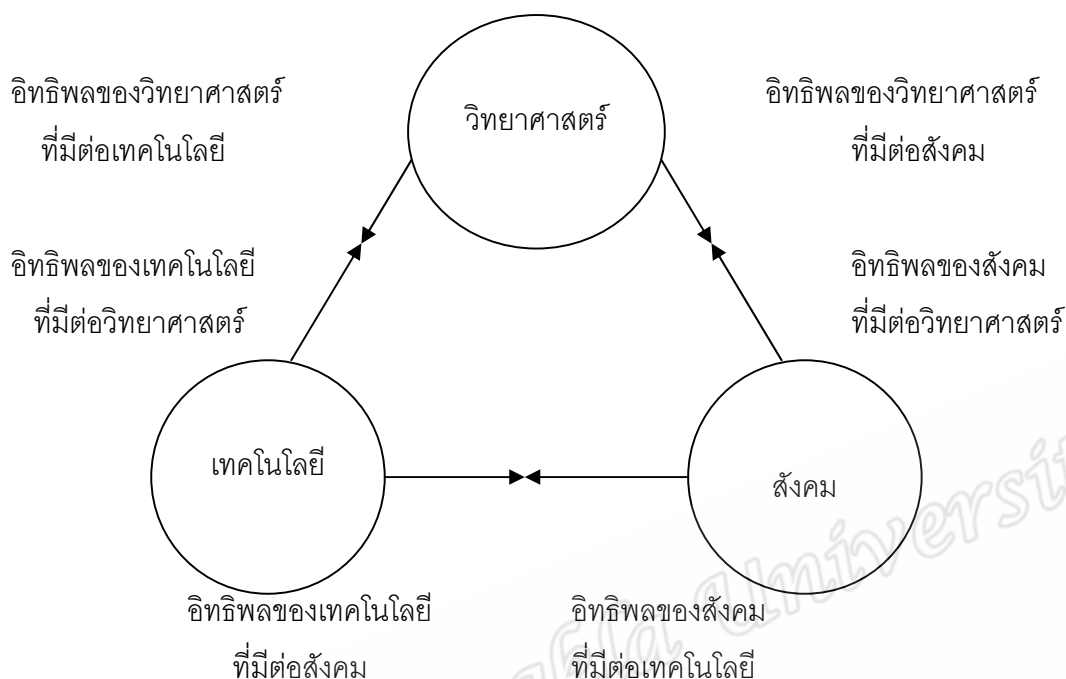 อิทธิพลของวิทยาศาสตร์
ที่มีต่อเทคโนโลยี
วิทยาศาสตร์
อิทธิพลของวิทยาศาสตร์
ที่มีต่อสังคม
อิทธิพลของเทคโนโลยี
ที่มีต่อวิทยาศาสตร์
อิทธิพลของสังคม
ที่มีต่อวิทยาศาสตร์
เทคโนโลยี
สังคม
อิทธิพลของเทคโนโลยี
ที่มีต่อสังคม
อิทธิพลของสังคม
ที่มีต่อเทคโนโลยี